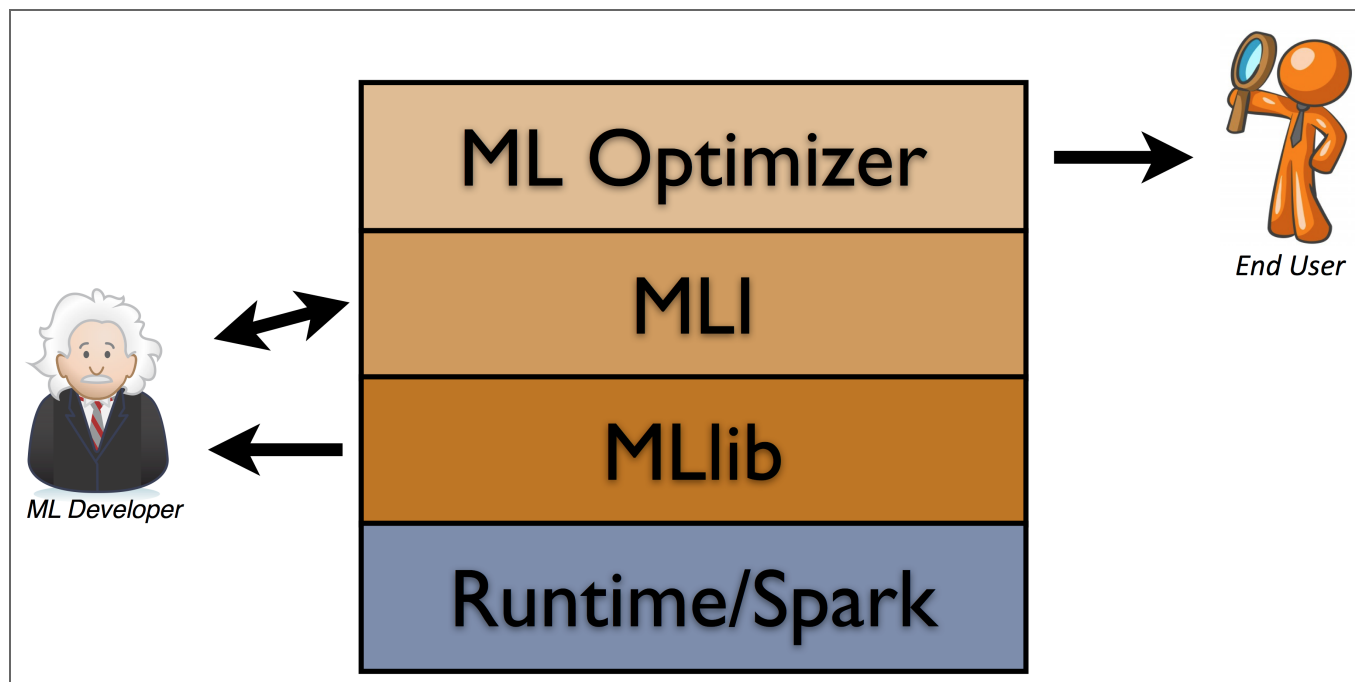 ML Optimizer
End User
MLI
MLlib
ML Developer
Runtime/Spark